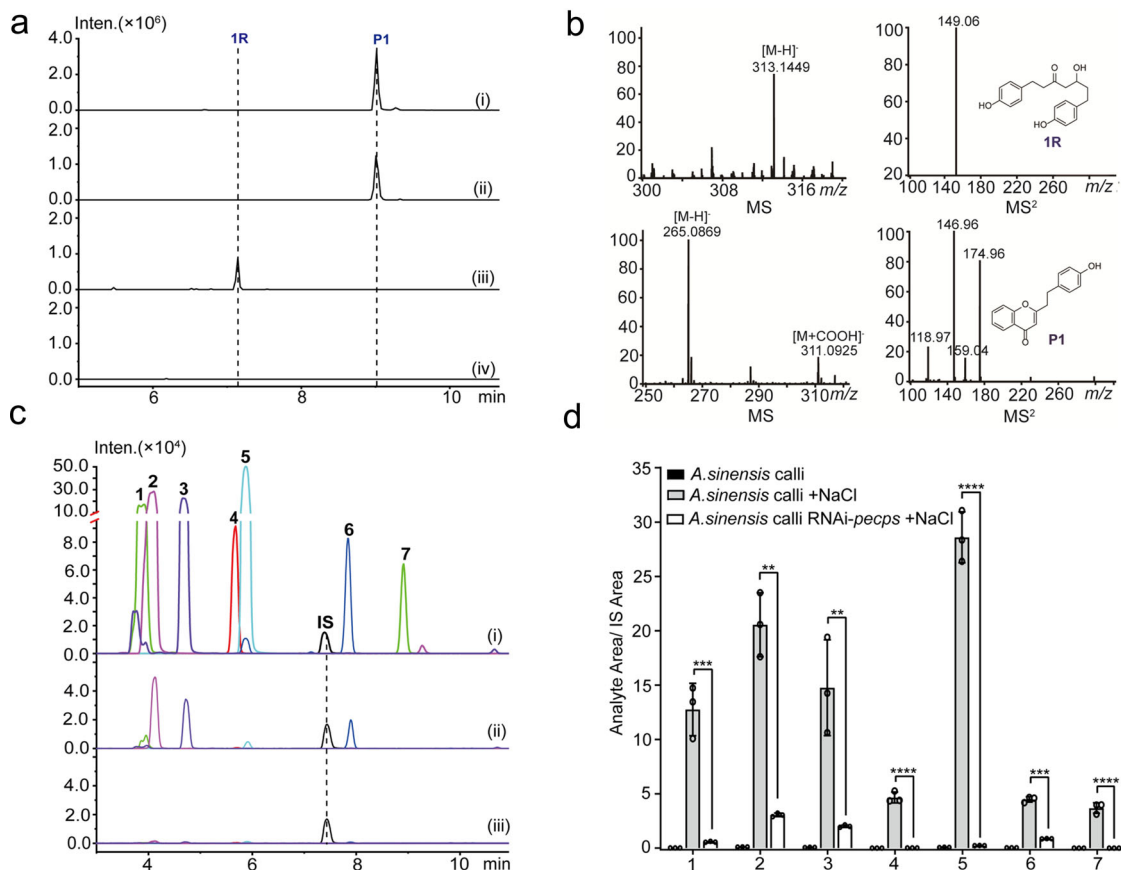 a
Inten.(×10⁶)
1R
P1
4.0
2.0
0.0
(i)
2.0
1.0
0.0
(ii)
2.0
1.0
0.0
(iii)
2.0
1.0
0.0
(iv)
6
8
10
min
b
100
80
60
40
20
0
[M-H]⁻
313.1449
300
308
316
m/z
MS
100
80
60
40
20
149.06
O
OH
HO
HO
1R
100
160
220
280
m/z
MS²
100
80
60
40
20
0
[M-H]⁻
265.0869
[M+COOH]⁻
311.0925
250
270
290
310
m/z
MS
100
80
60
40
20
0
146.96
174.96
118.97
159.04
OH
O
O
P1
100
160
220
280
m/z
MS²
c
Inten.(×10⁴)
50.0
30.0
10.0
8.0
6.0
4.0
2.0
0.0
1
2
3
4
5
6
7
IS
(i)
4.0
2.0
0.0
(ii)
4.0
2.0
0.0
(iii)
4
6
8
10
min
d
Analyte Area/ IS Area
35
30
25
20
15
10
5
0
A.sinensis calli
A.sinensis calli +NaCl
A.sinensis calli RNAi-pecps +NaCl
***
**
**
****
****
***
****
1
2
3
4
5
6
7